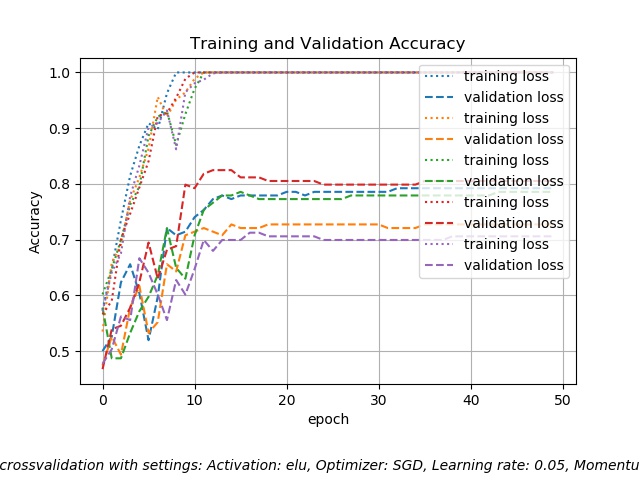 Training and Validation Accuracy
1.0
0.9
0.8
0.7
0.6
0.5
Accuracy
training loss
validation loss
training loss
validation loss
training loss
validation loss
training loss
validation loss
training loss
validation loss
0 10 20 30 40 50
epoch
crossvalidation with settings: Activation: elu, Optimizer: SGD, Learning rate: 0.05, Momentu